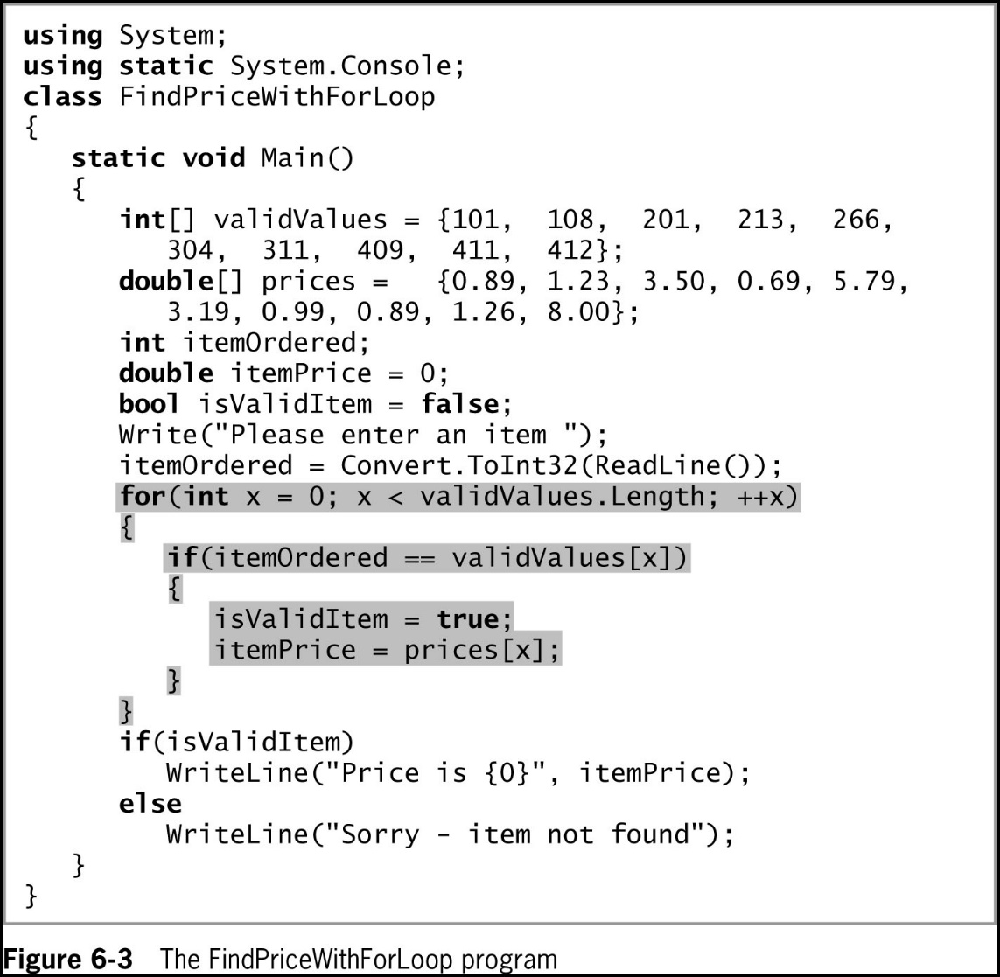 using System;
using static System.Console;
class FindPriceWithForLoop
{
   static void Main()
   {
      int[] validValues = {101,  108,  201,  213,  266,
         304,  311,  409,  411,  412};
      double[] prices =   {0.89, 1.23, 3.50, 0.69, 5.79,
         3.19, 0.99, 0.89, 1.26, 8.00};
      int itemOrdered;
      double itemPrice = 0;
      bool isValidItem = false;
      Write("Please enter an item ");
      itemOrdered = Convert.ToInt32(ReadLine());
      for(int x = 0; x < validValues.Length; ++x)
      {
         if(itemOrdered == validValues[x])
         {
            isValidItem = true;
            itemPrice = prices[x];
         }
      }
      if(isValidItem)
         WriteLine("Price is {0}", itemPrice);
      else
         WriteLine("Sorry – item not found");
   }
}
Figure 6-3 The FindPriceWithForLoop program